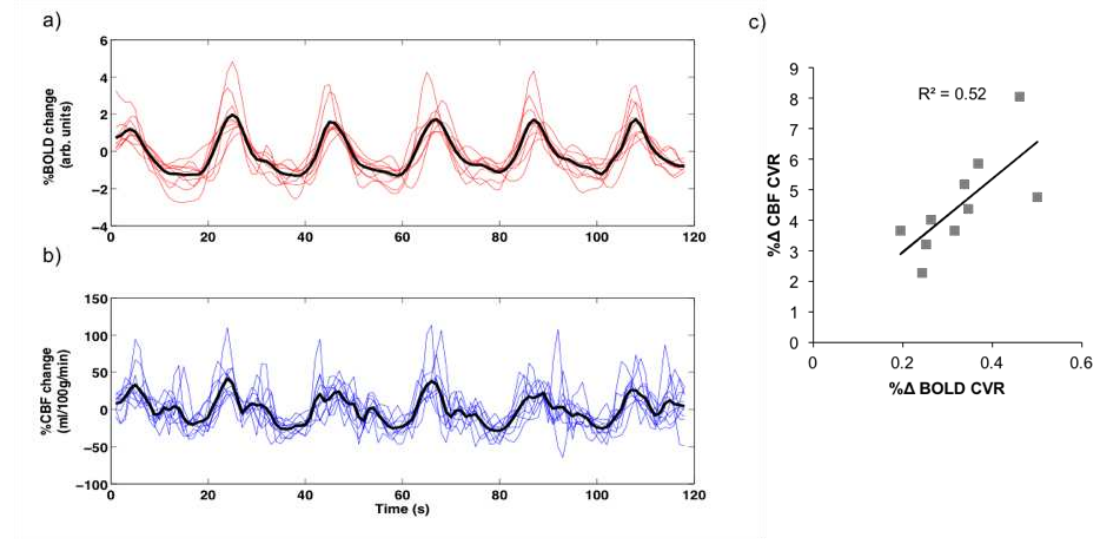 a)
%BOLD change
(arb. units)
6
4
2
0
−2
−4
0 20 40 60 80 100 120
b)
%CBF change
(ml/100g/min)
150
100
50
0
−50
−100
0 20 40 60 80 100 120
Time (s)
c)
%Δ CBF CVR
9
8
7
6
5
4
3
2
1
0
R² = 0.52
0 0.2 0.4 0.6
%Δ BOLD CVR